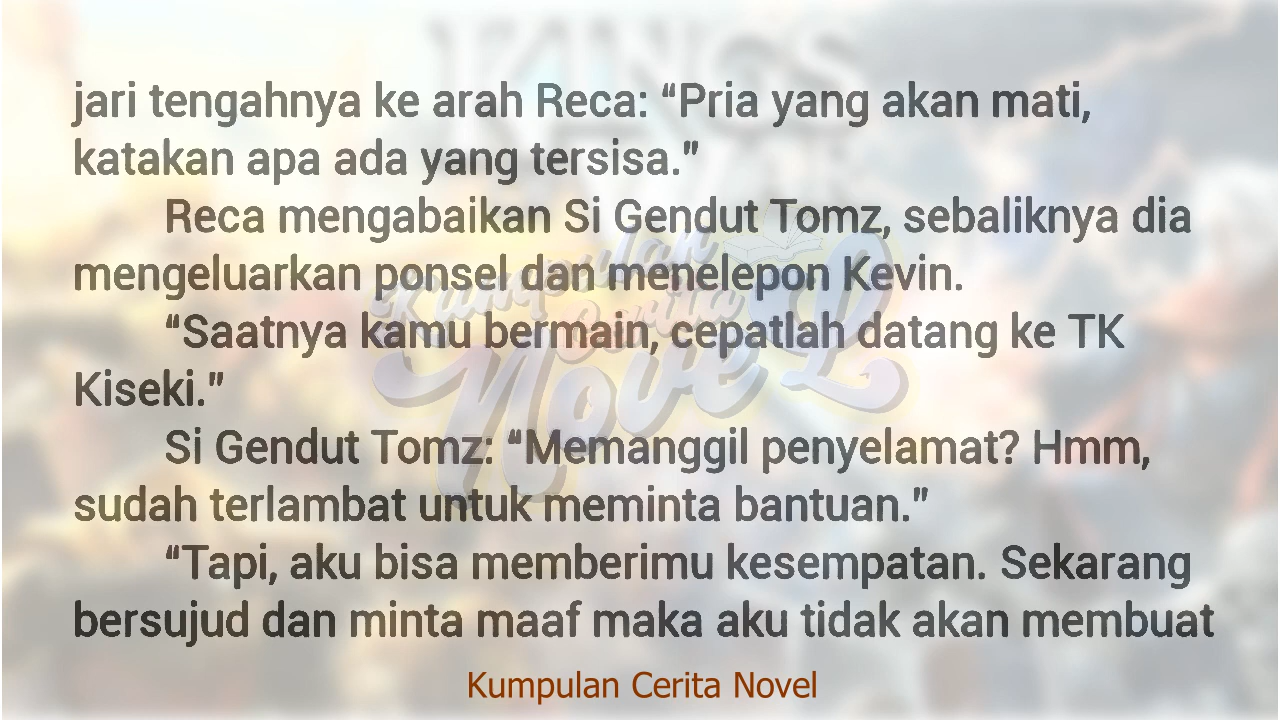 jari tengahnya ke arah Reca: “Pria yang akan mati,
katakan apa ada yang tersisa.”
Reca mengabaikan Si Gendut Tomz, sebaliknya dia
mengeluarkan ponsel dan menelepon Kevin.
“Saatnya kamu bermain, cepatlah datang ke TK
Kiseki.”
Si Gendut Tomz: “Memanggil penyelamat? Hmm,
sudah terlambat untuk meminta bantuan.”
“Tapi, aku bisa memberimu kesempatan. Sekarang
bersujud dan minta maaf maka aku tidak akan membuat
Kumpulan Cerita Novel
Kumpulan
Cerita
Novel